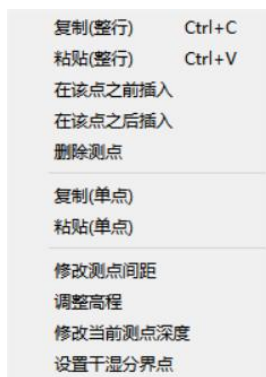 复制(整行) Ctrl+C
粘贴(整行) Ctrl+V
在该点之前插入
在该点之后插入
删除测点
复制(单点)
粘贴(单点)
修改测点间距
调整高程
修改当前测点深度
设置干湿分界点